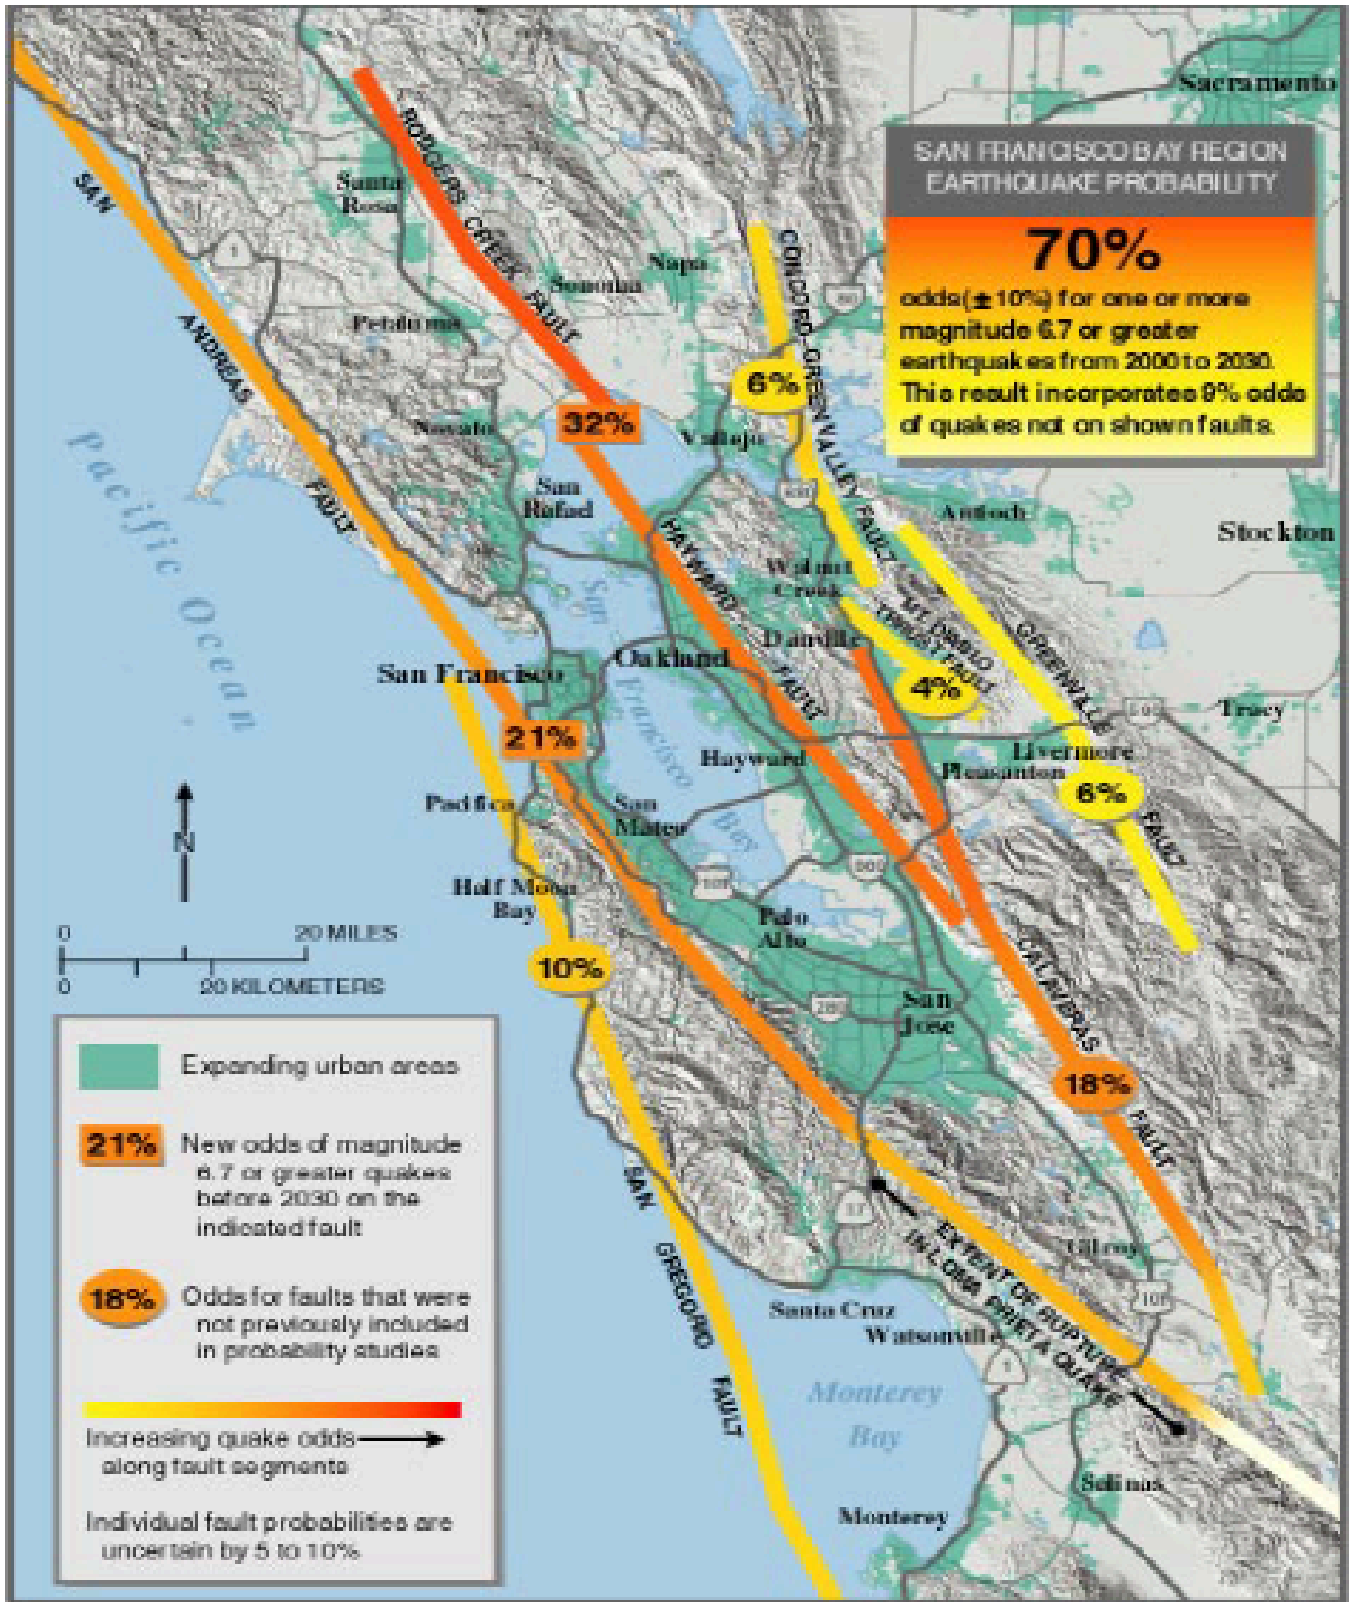 Sacramento
SAN FRANCISCO BAY REGION
EARTHQUAKE PROBABILITY
70%
odds(±10%) for one or more
magnitude 6.7 or greater
earthquakes from 2000 to 2030.
This result incorporates 9% odds
of quakes not on shown faults.
RODGERS CREEK FAULT
Santa
Rosa
SAN ANDREAS FAULT
1
Napa
Sonoma
Petaluma
CONCORD-GREEN VALLEY FAULT
80
6%
32%
Novato
Vallejo
San
Rafael
Antioch
Stockton
Pacific Ocean
HAYWARD FAULT
Walnut
Creek
MT. DIABLO
THRUST FAULT
GREENVILLE FAULT
Danville
4%
San Francisco
Oakland
San Francisco Bay
21%
Tracy
Livermore
Pleasanton
6%
Hayward
Pacifica
San
Mateo
N
101
Half Moon
Bay
Palo
Alto
0 20 MILES
0 20 KILOMETERS
10%
San
Jose
280
CALAVERAS FAULT
18%
17
EXTENT OF RUPTURE
IN LOMA PRIETA QUAKE
Gilroy
101
SAN GREGORIO FAULT
Santa Cruz
Watsonville
1
Monterey
Bay
Salinas
Monterey
Expanding urban areas
21% New odds of magnitude
6.7 or greater quakes
before 2030 on the
indicated fault
18% Odds for faults that were
not previously included
in probability studies
Increasing quake odds
along fault segments
Individual fault probabilities are
uncertain by 5 to 10%